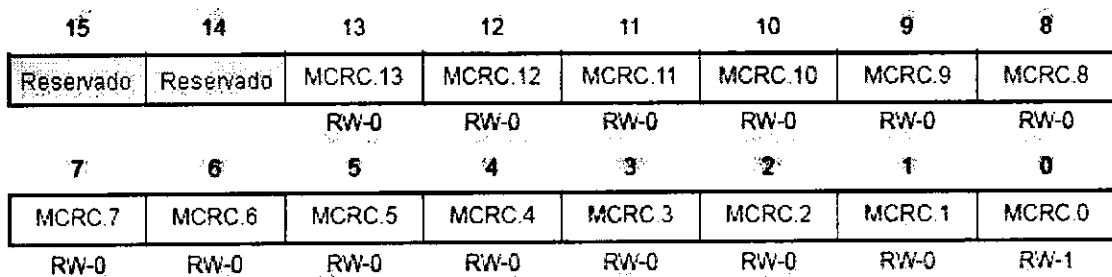 15 14 13 12 11 10 9 8
Reservado Reservado MCRC.13 MCRC.12 MCRC.11 MCRC.10 MCRC.9 MCRC.8
RW-0 RW-0 RW-0 RW-0 RW-0 RW-0
7 6 5 4 3 2 1 0
MCRC.7 MCRC.6 MCRC.5 MCRC.4 MCRC.3 MCRC.2 MCRC.1 MCRC.0
RW-0 RW-0 RW-0 RW-0 RW-0 RW-0 RW-0 RW-1